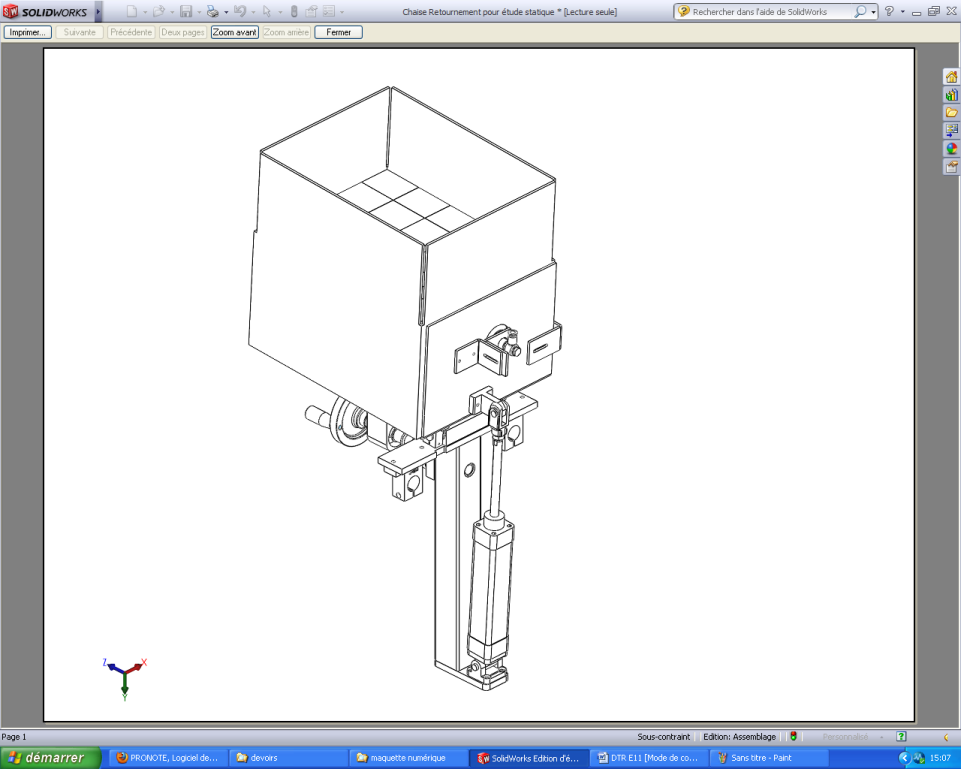 SOLIDWORKS
Chaise Retournement pour étude statique * [Lecture seule]
Rechercher dans l'aide de SolidWorks
Imprimer... Suivante Précédente Deux pages Zoom avant Zoom arrière Fermer
Z X
Y
Page 1 Sous-contraint Edition: Assemblage Personnalisé
démarrer PRONOTE, Logiciel de... devoirs maquette numérique SolidWorks Edition d'é... DTR E11 [Mode de co... Sans titre - Paint 15:07